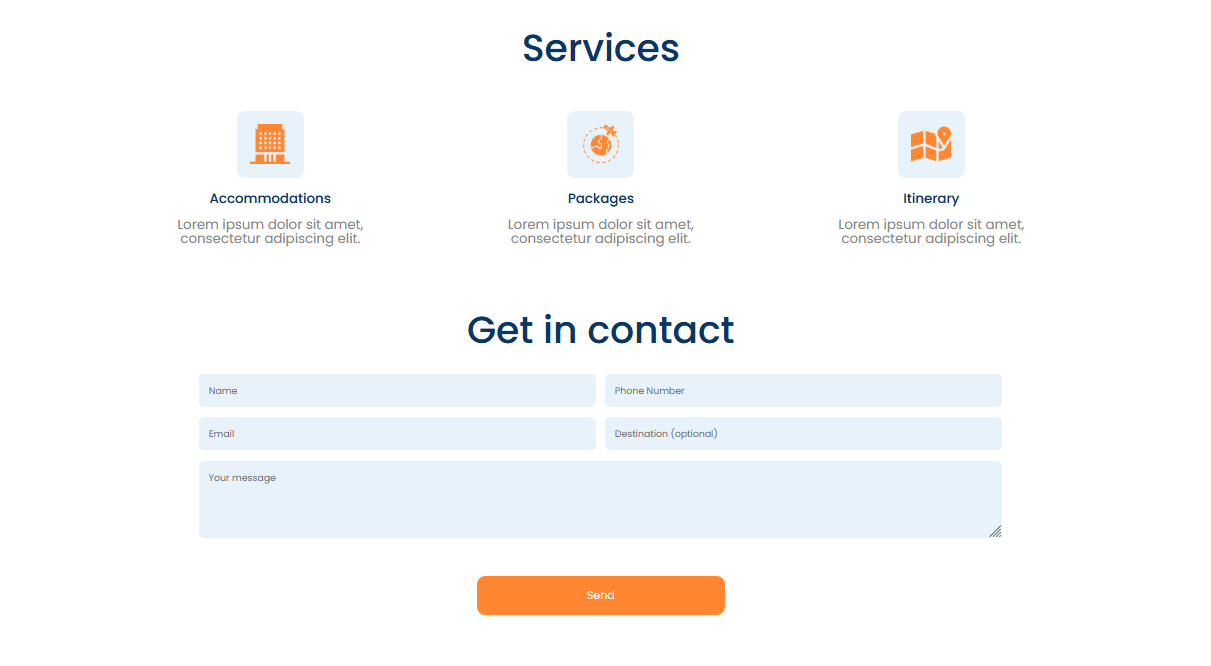 Services
Accommodations
Lorem ipsum dolor sit amet,
consectetur adipiscing elit.
Packages
Lorem ipsum dolor sit amet,
consectetur adipiscing elit.
Itinerary
Lorem ipsum dolor sit amet,
consectetur adipiscing elit.
Get in contact
Name
Phone Number
Email
Destination (optional)
Your message
Send